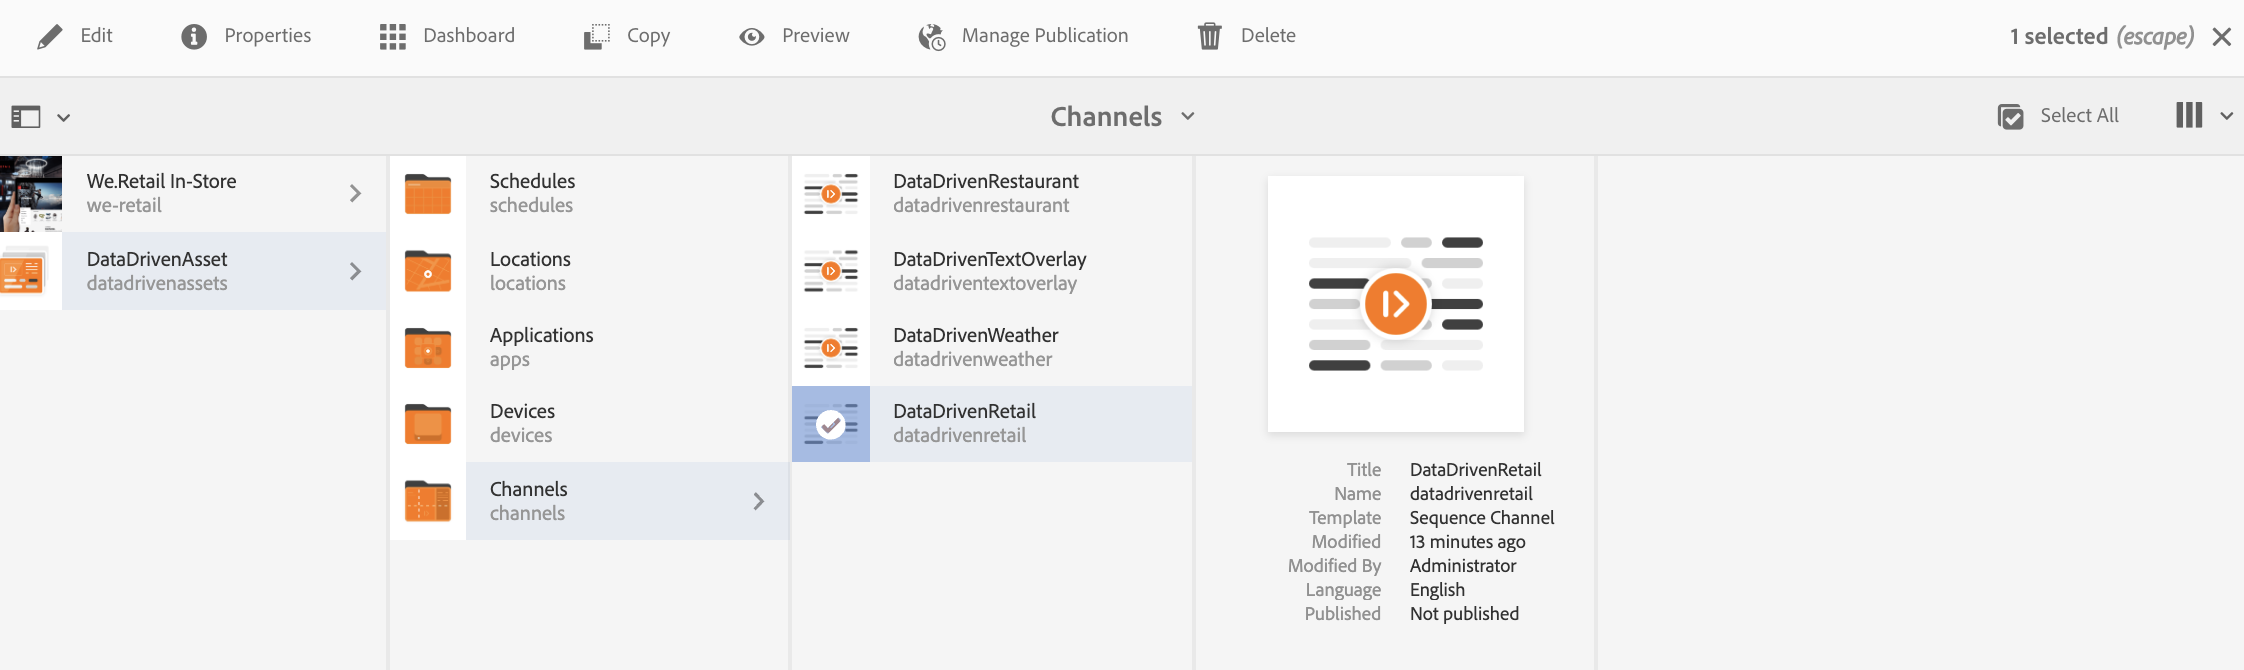 Edit
Properties
Dashboard
Copy
Preview
Manage Publication
Delete
1 selected (escape)
Channels
Select All
We.Retail In-Store
we-retail
DataDrivenAsset
datadrivenassets
Schedules
schedules
Locations
locations
Applications
apps
Devices
devices
Channels
channels
DataDrivenRestaurant
datadrivenrestaurant
DataDrivenTextOverlay
datadriventextoverlay
DataDrivenWeather
datadrivenweather
DataDrivenRetail
datadrivenretail
Title DataDrivenRetail
Name datadrivenretail
Template Sequence Channel
Modified 13 minutes ago
Modified By Administrator
Language English
Published Not published